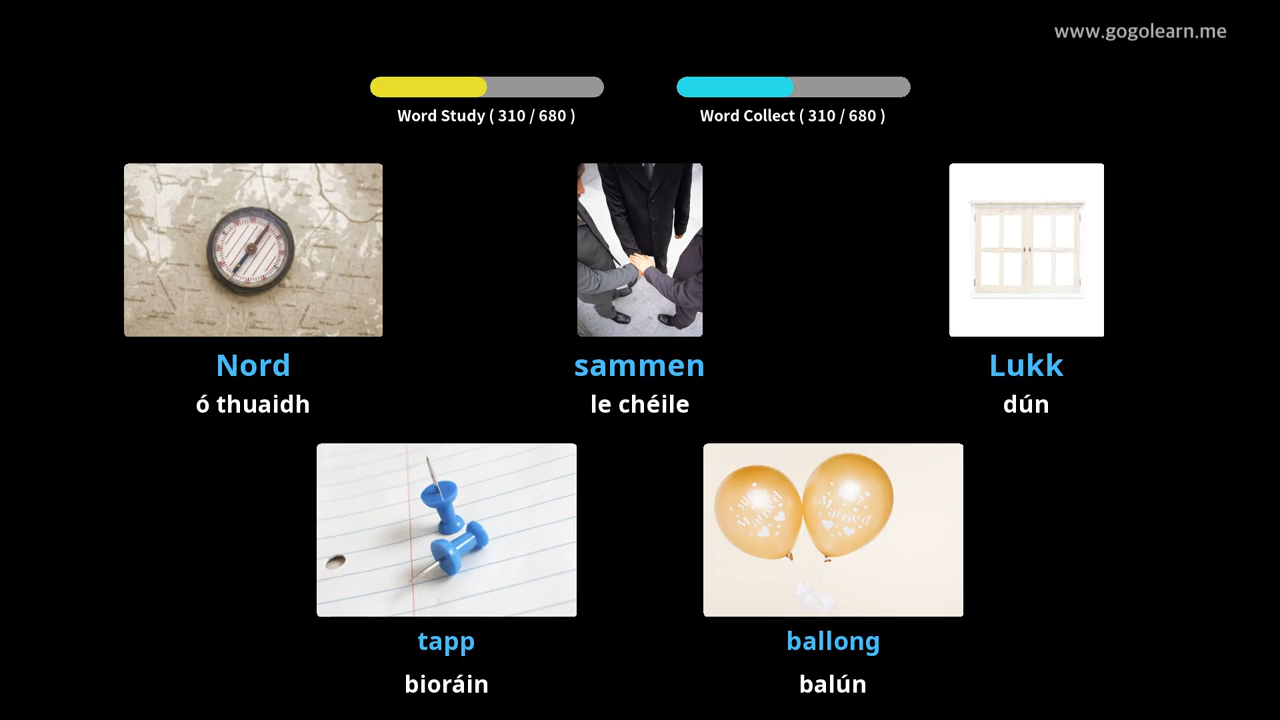 www.gogolearn.me
Word Study ( 310 / 680 )
Word Collect ( 310 / 680 )
Nord
ó thuaidh
sammen
le chéile
Lukk
dún
tapp
bioráin
ballong
balún